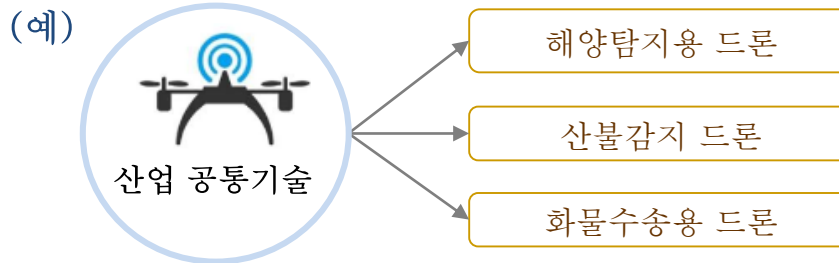 (예)
산업 공통기술
해양탐지용 드론
산불감지 드론
화물수송용 드론